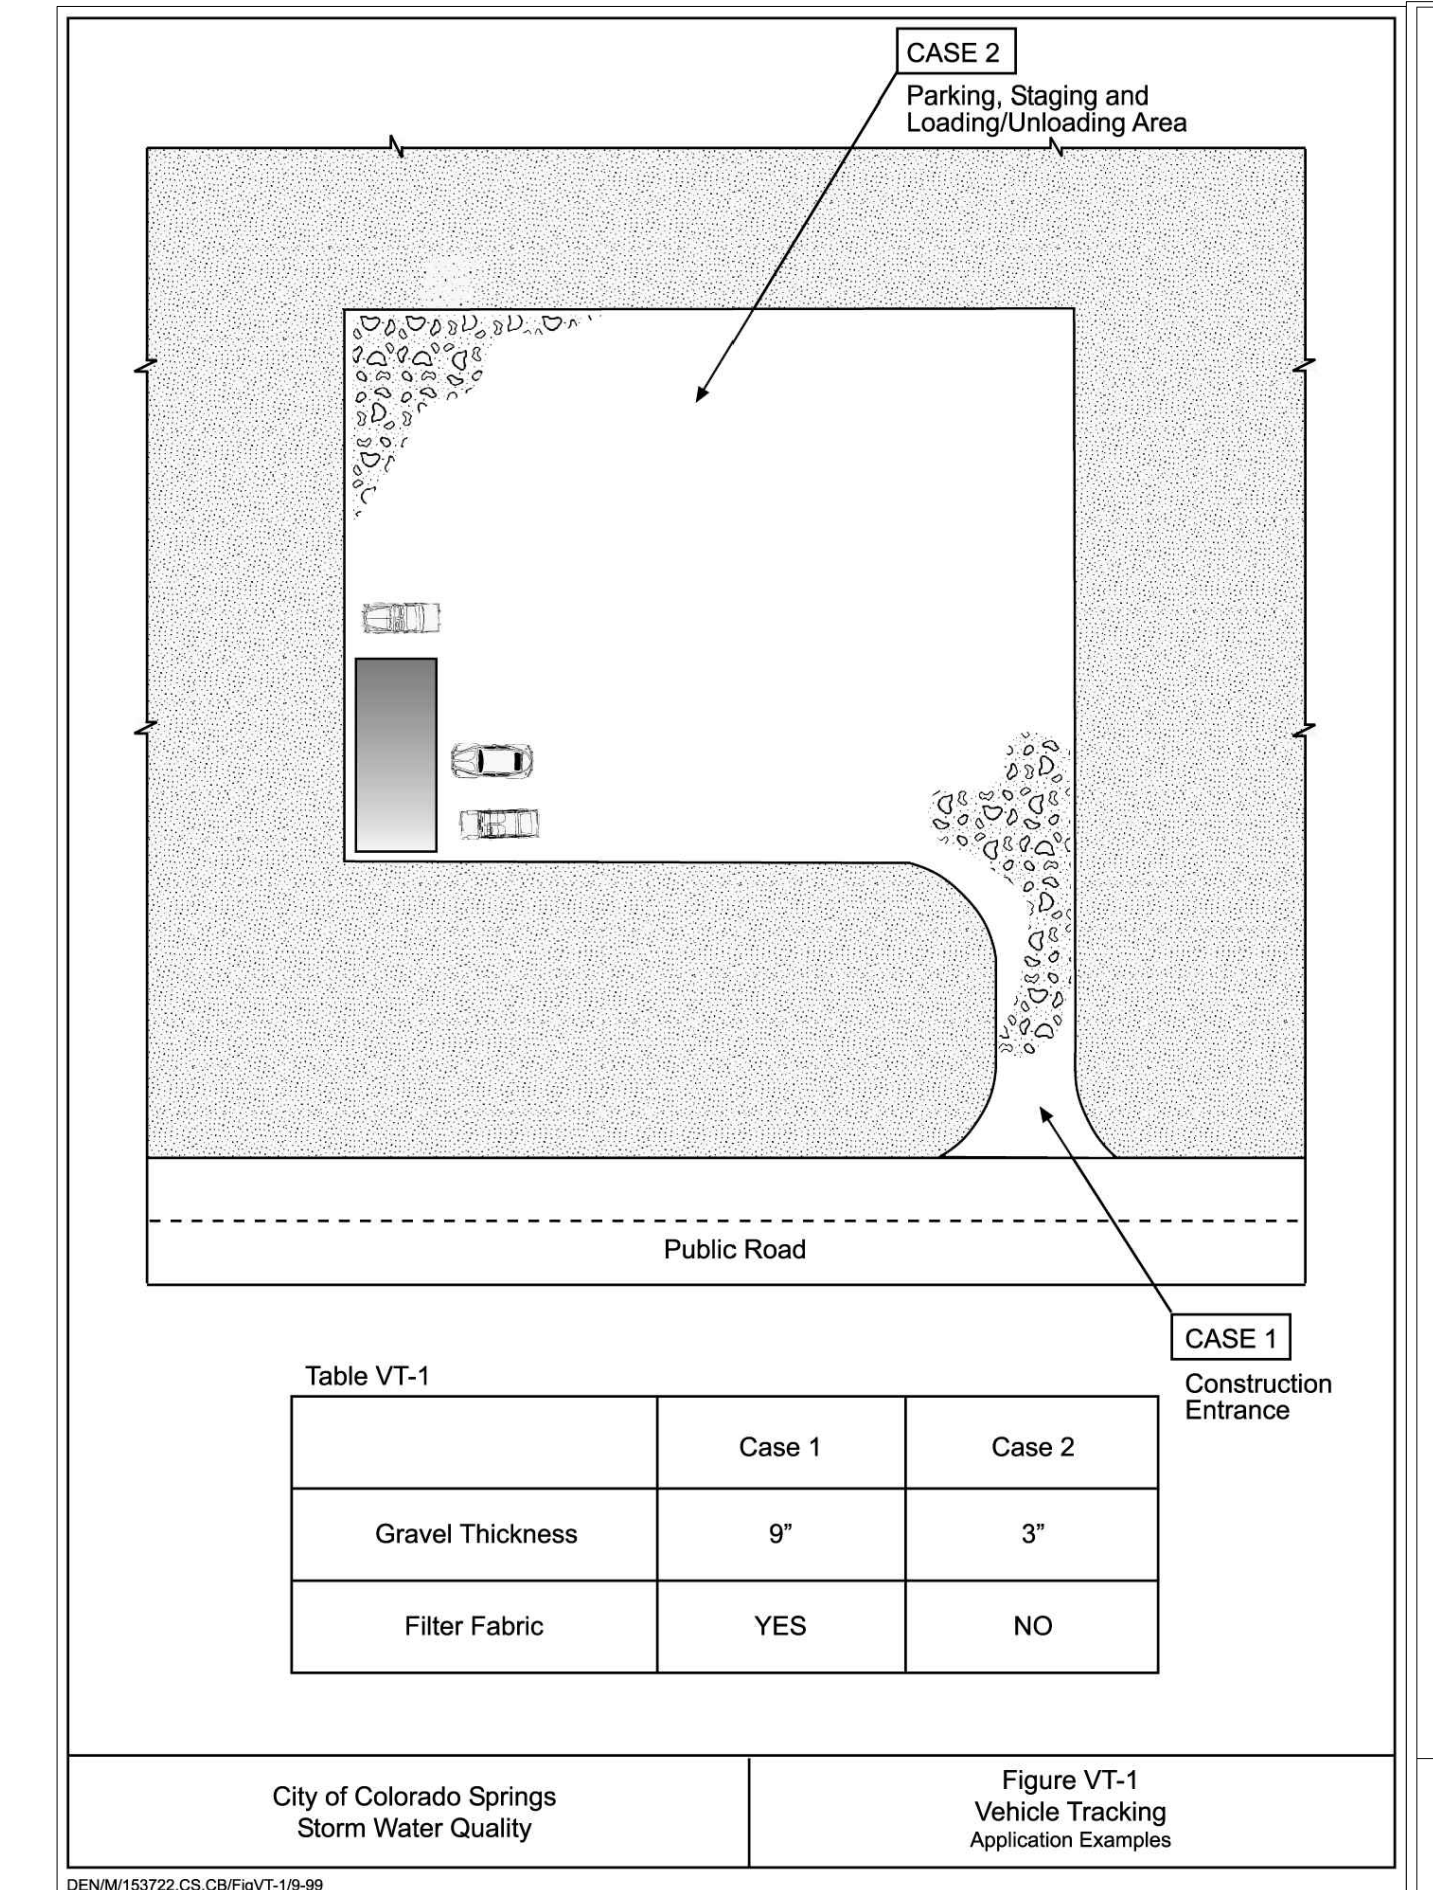 CASE 2
Parking, Staging and
Loading/Unloading Area
Public Road
CASE 1
Construction
Entrance
Table VT-1
Case 1 Case 2
Gravel Thickness 9” 3”
Filter Fabric YES NO
City of Colorado Springs
Storm Water Quality
Figure VT-1
Vehicle Tracking
Application Examples
DEN/M/153722.CS.CB/FigVT-1/9-99